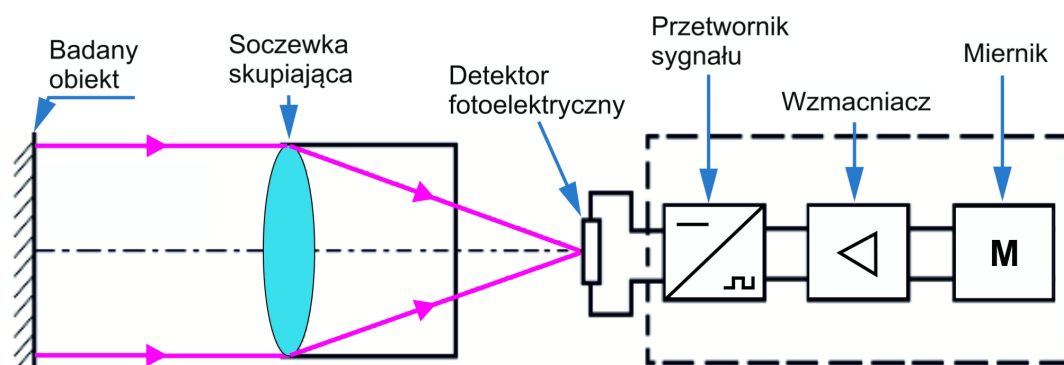 Badany
obiekt
Soczewka
skupiająca
Detektor
fotoelektryczny
Przetwornik
sygnału
Wzmacniacz
Miernik
M